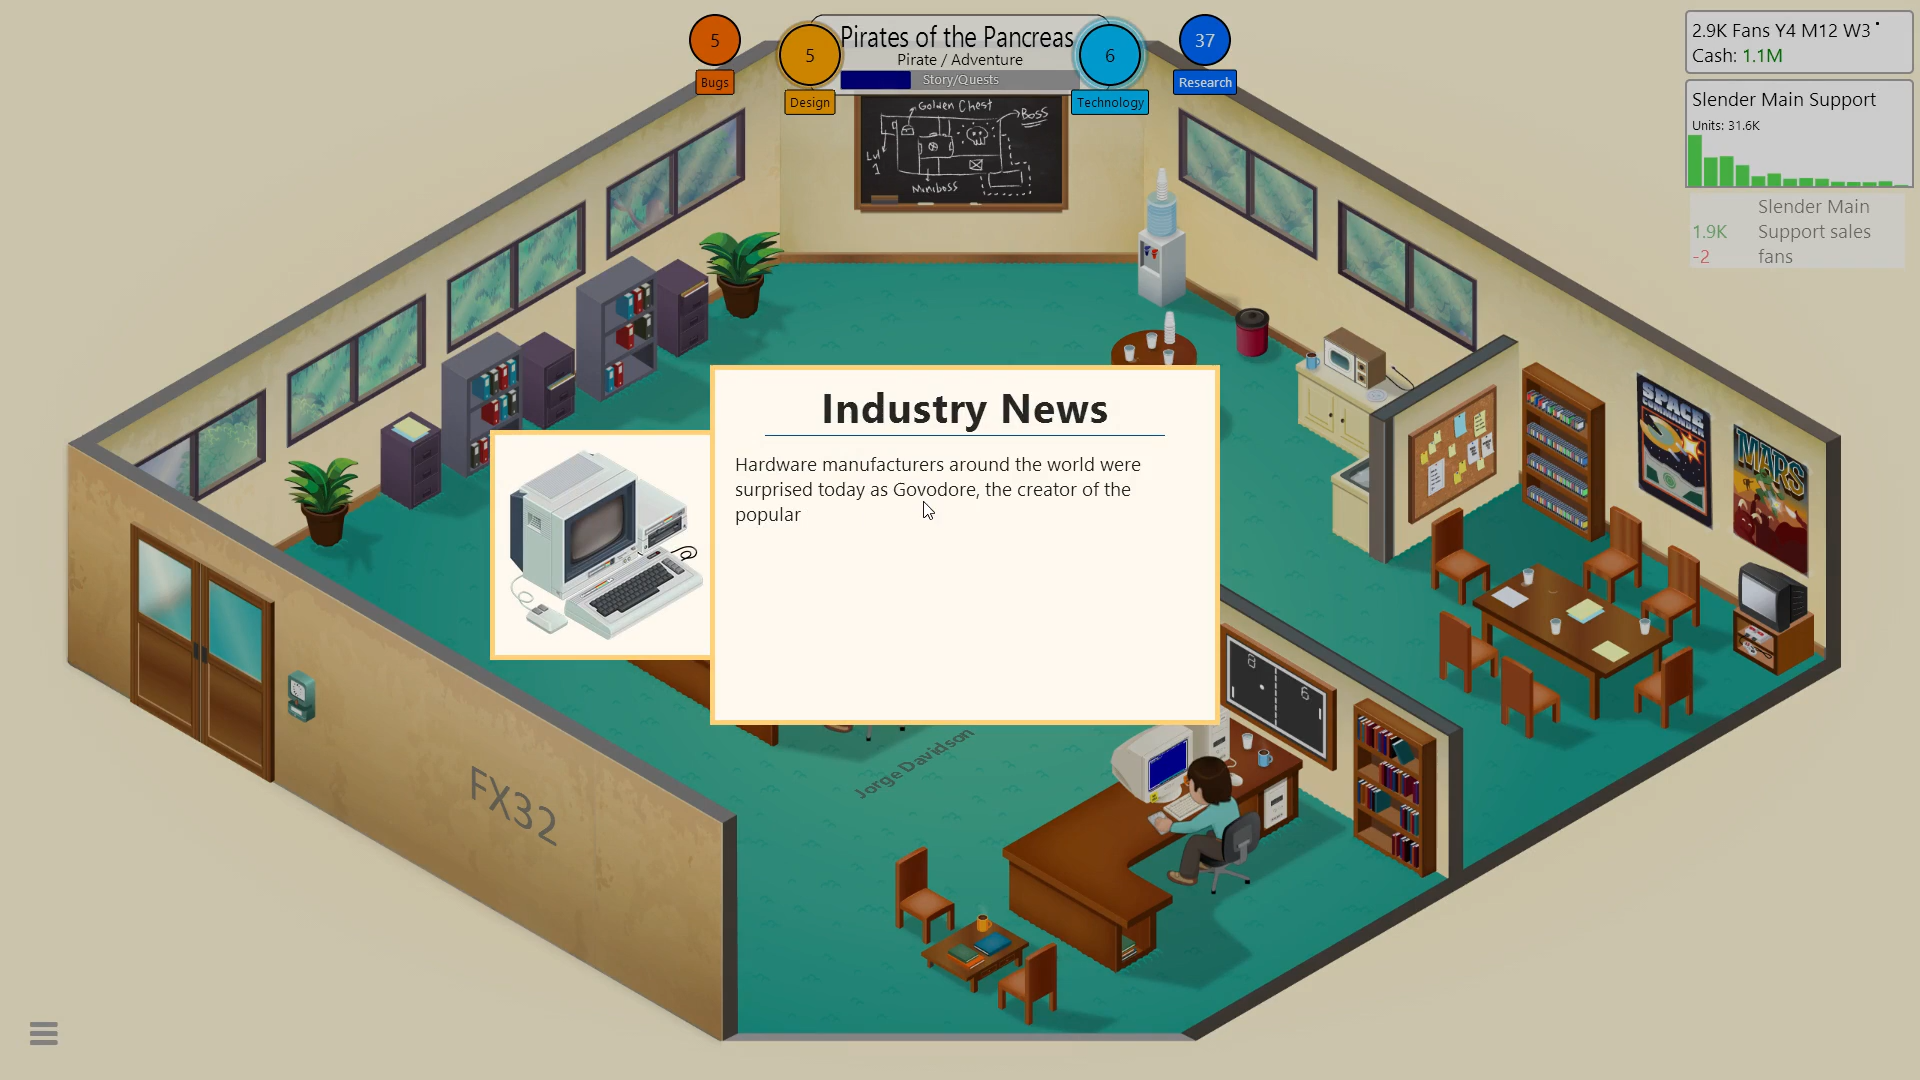 5
Bugs
5
Design
Pirates of the Pancreas
Pirate / Adventure
Story/Quests
6
Technology
37
Research
2.9K Fans Y4 M12 W3
Cash: 1.1M
Slender Main Support
Units: 31.6K
Slender Main
1.9K Support sales
-2 fans
Golden Chest
Boss
Lvl
1
Miniboss
SPACE
COMMANDER
MARS
Industry News
Hardware manufacturers around the world were
surprised today as Govodore, the creator of the
popular
8
6
Jorge Davidson
FX32